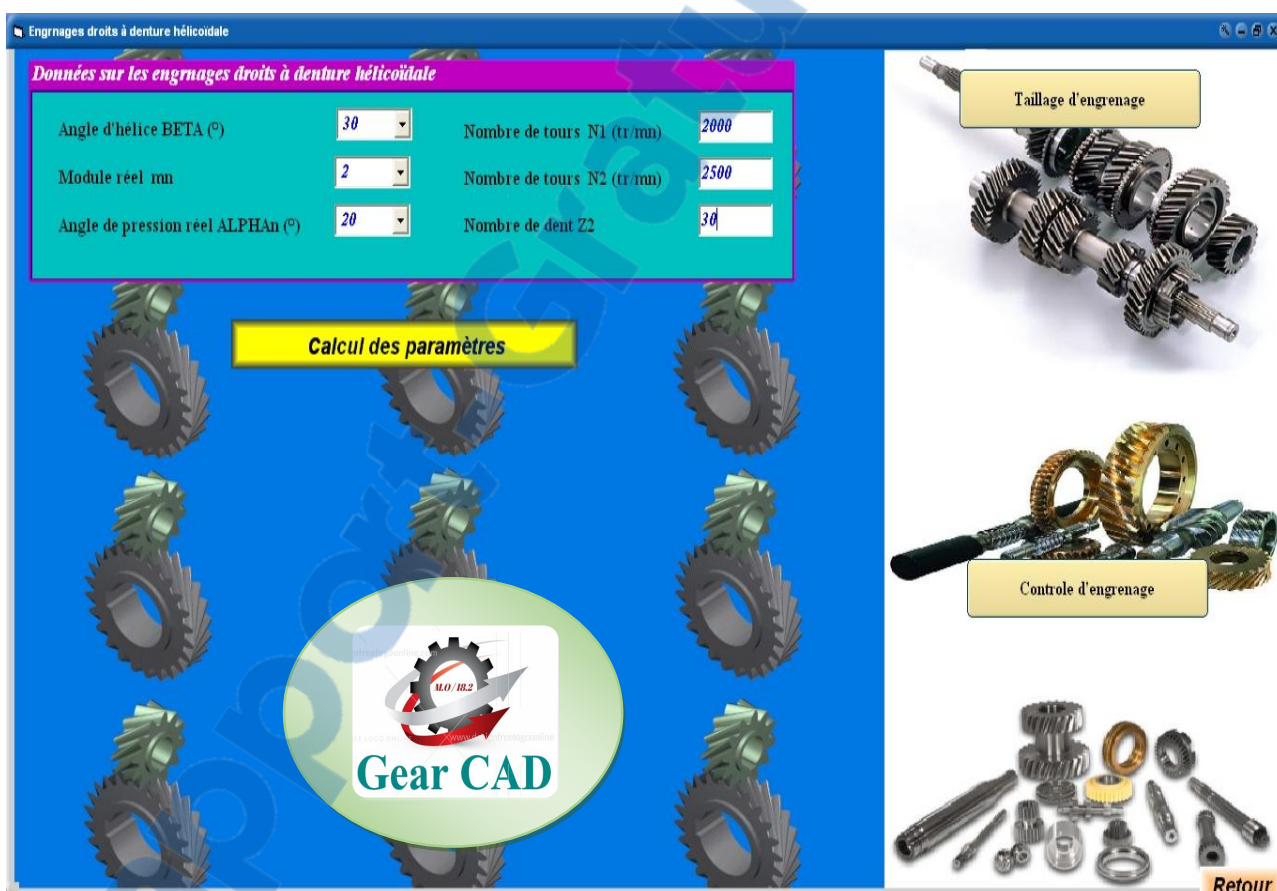 Engrnages droits à denture hélicoïdale
Données sur les engrnages droits à denture hélicoïdale
Angle d'hélice BETA (°) 30 Nombre de tours N1 (tr/mn) 2000
Module réel mn 2 Nombre de tours N2 (tr/mn) 2500
Angle de pression réel ALPHAn (°) 20 Nombre de dent Z2 30
Calcul des paramètres
Taillage d'engrenage
Controle d'engrenage
M.O/18.2
Gear CAD
Retour